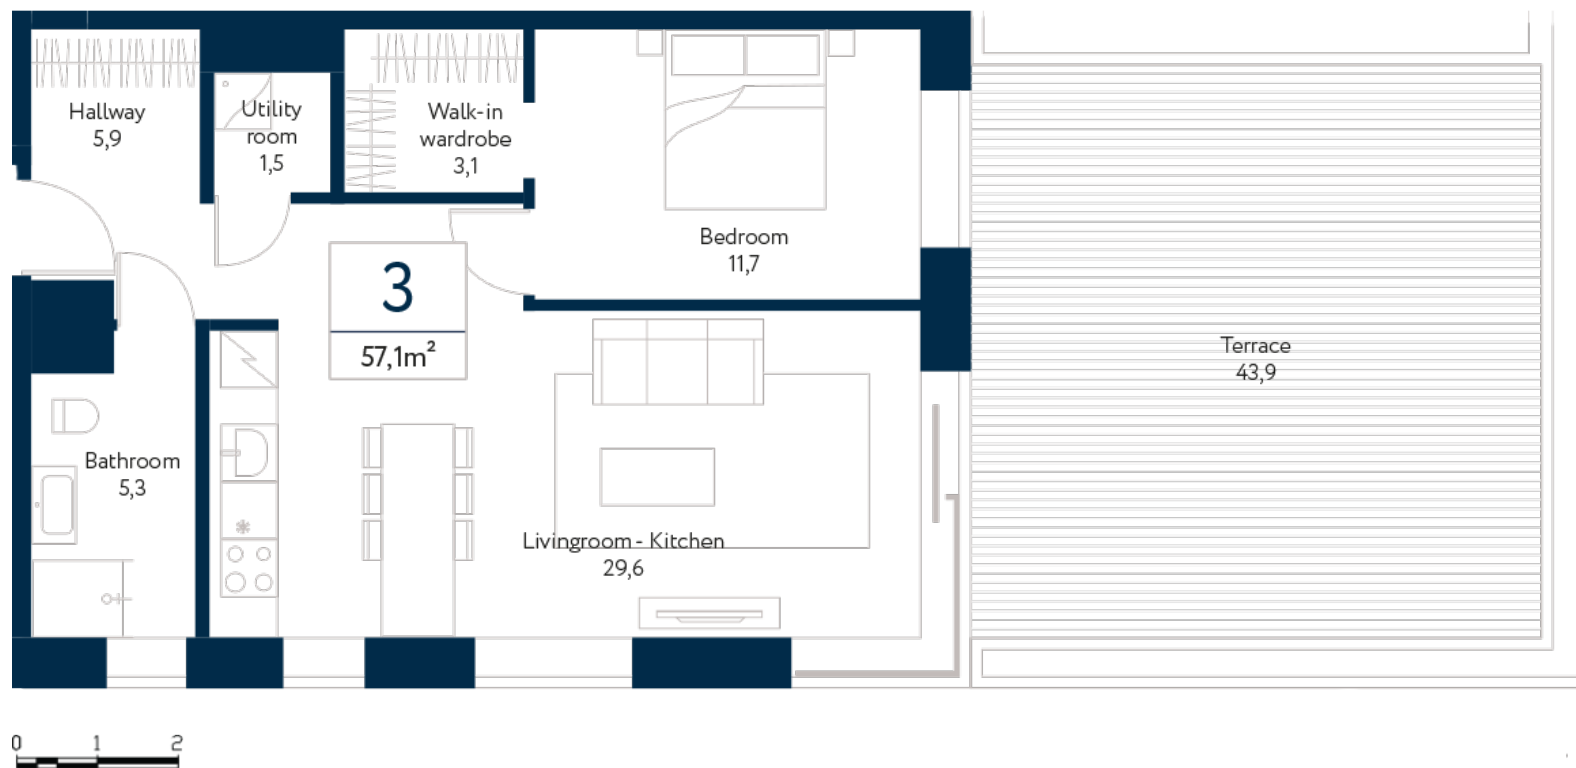 Hallway
5,9
Utility
room
1,5
Walk-in
wardrobe
3,1
Bedroom
11,7
3
57,1m²
Terrace
43,9
Bathroom
5,3
Livingroom - Kitchen
29,6
0 1 2